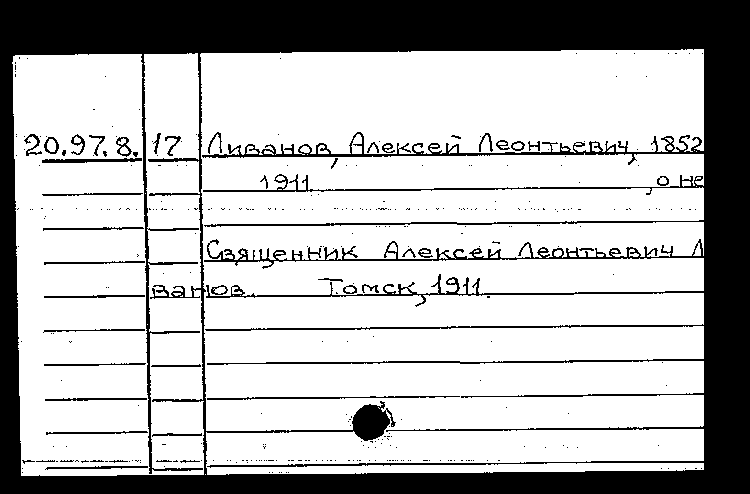 20.97.8. 17 Ливанов, Алексей Леонтьевич, 1852
1911 , о не
Священник Алексей Леонтьевич Л
ванов. Томск, 1911.